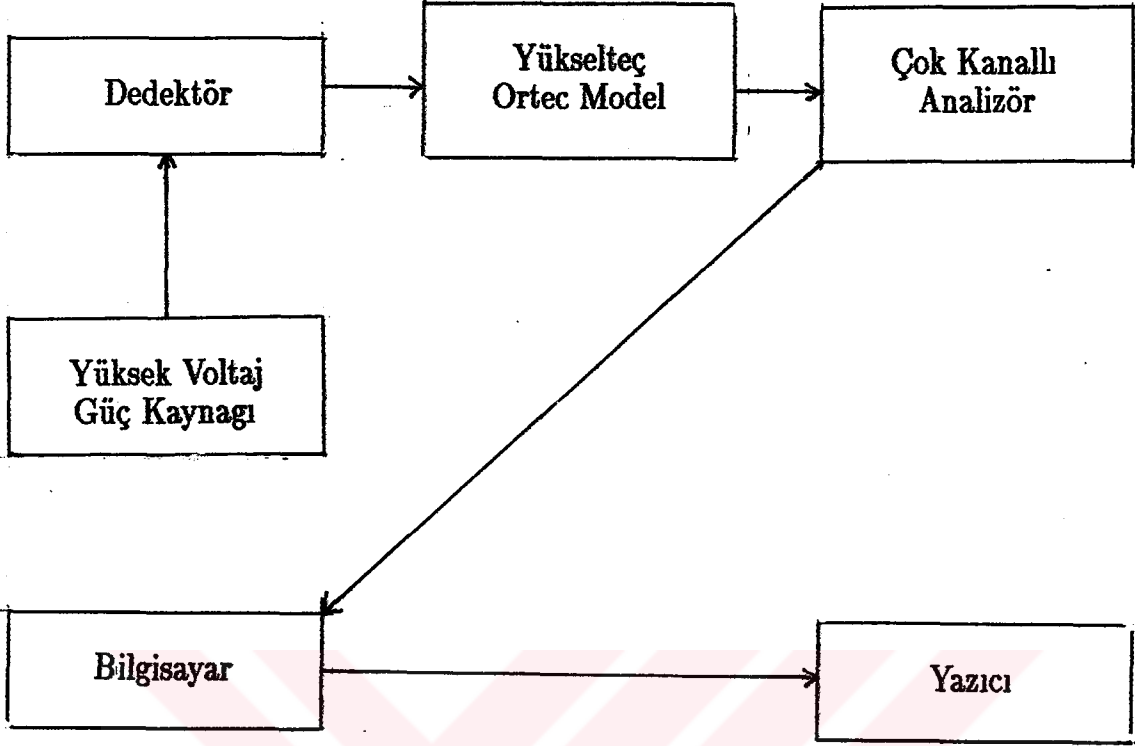 Dedektör
Yükselteç
Ortec Model
Çok Kanallı
Analizör
Yüksek Voltaj
Güç Kaynagı
Bilgisayar
Yazıcı